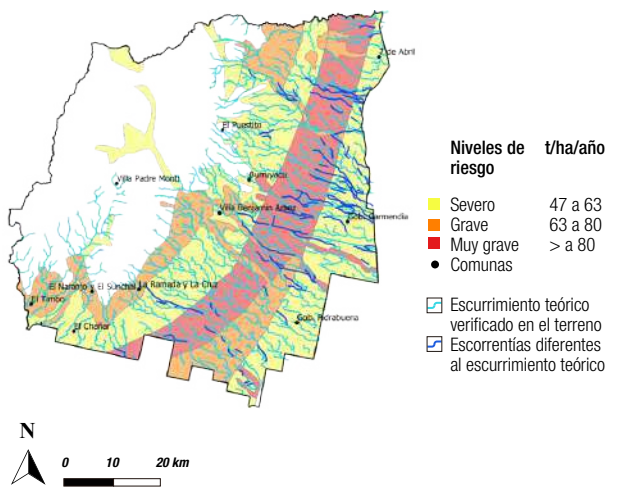 7 de Abril
El Puestito
Burruyacu
Villa Padre Monti
Villa Benjamín Aráoz
Gob. Garmendia
El Naranjo y El Sunchal
La Ramada y La Cruz
El Timbó
El Chañar
Gob. Piedrabuena
Niveles de riesgo t/ha/año
Severo 47 a 63
Grave 63 a 80
Muy grave > a 80
Comunas
Escurrimiento teórico
verificado en el terreno
Escorrentías diferentes
al escurrimiento teórico
N
0 10 20 km